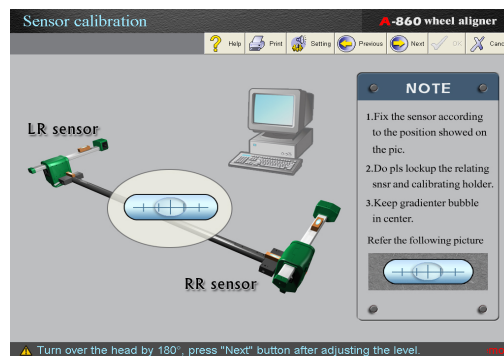 Sensor calibration
A-860 wheel aligner
Help
Print
Setting
Previous
Next
OK
NOTE
LR sensor
RR sensor
1.Fix the sensor according
to the position showed on
the pic.
2.Do pls lockup the relating
snsr and calibrating holder.
3.Keep gradienter bubble
in center.
Refer the following picture
Turn over the head by 180°, press "Next" button after adjusting the level.